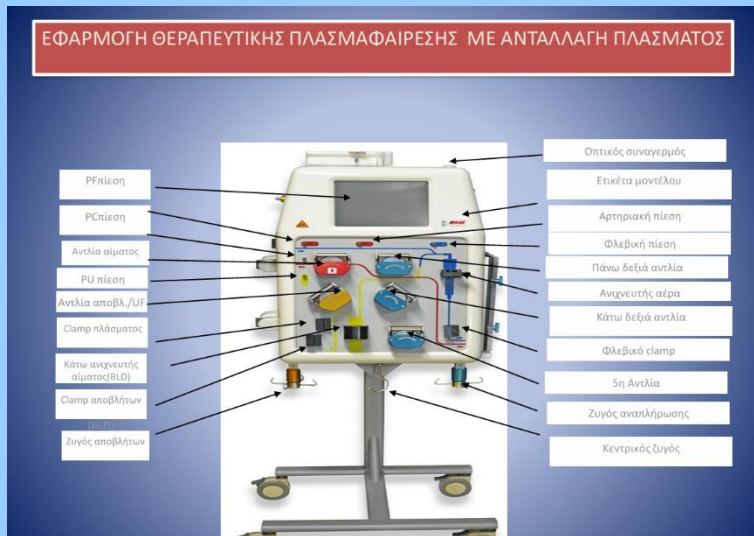 ΕΦΑΡΜΟΓΗ ΘΕΡΑΠΕΥΤΙΚΗΣ ΠΛΑΣΜΑΦΑΙΡΕΣΗΣ ΜΕ ΑΝΤΑΛΛΑΓΗ ΠΛΑΣΜΑΤΟΣ
PFπίεση
PCπίεση
Αντλία αίματος
PU πίεση
Αντλία αποβλ./UF
Clamp πλάσματος
Κάτω ανιχνευτής
αίματος(BLD)
Clamp αποβλήτων
(BLD)
Ζυγός αποβλήτων
Οπτικός συναγερμός
Ετικέτα μοντέλου
Αρτηριακή πίεση
Φλεβική πίεση
Πάνω δεξιά αντλία
Ανιχνευτής αέρα
Κάτω δεξιά αντλία
Φλεβικό clamp
5η Αντλία
Ζυγός αναπλήρωσης
Κεντρικός ζυγός